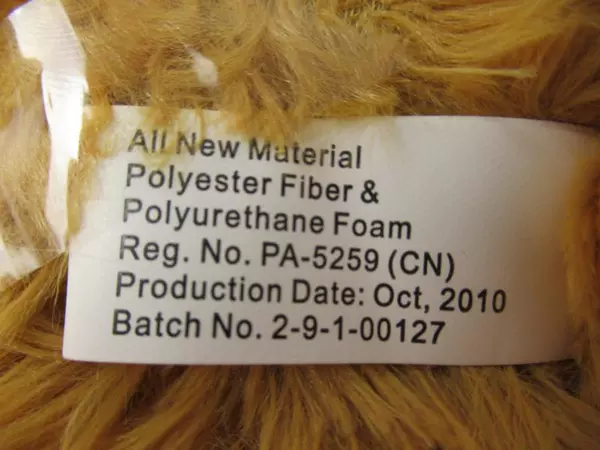 All New Material
Polyester Fiber &
Polyurethane Foam
Reg. No. PA-5259 (CN)
Production Date: Oct, 2010
Batch No. 2-9-1-00127